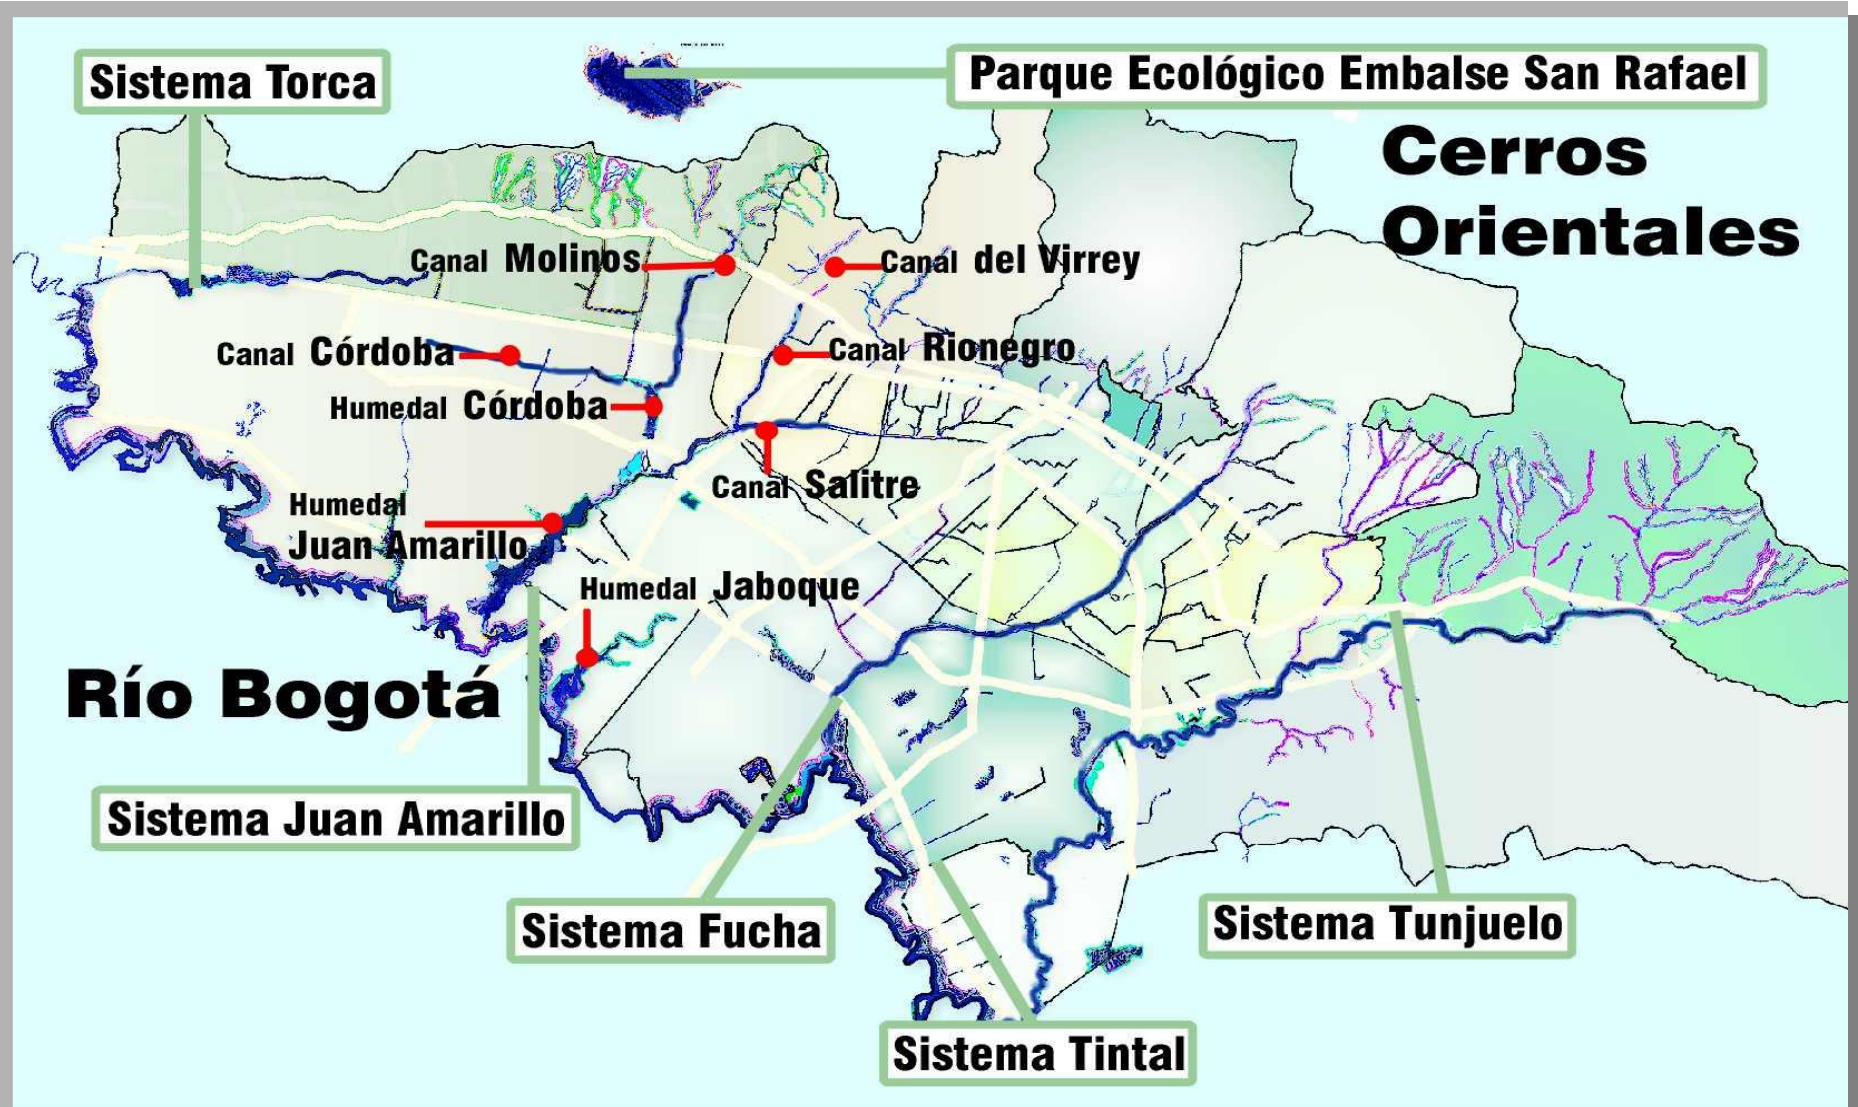 Sistema Torca
Parque Ecológico Embalse San Rafael
Cerros
Orientales
Canal Molinos
Canal del Virrey
Canal Córdoba
Canal Rionegro
Humedal Córdoba
Canal Salitre
Humedal
Juan Amarillo
Humedal Jaboque
Río Bogotá
Sistema Juan Amarillo
Sistema Fucha
Sistema Tunjuelo
Sistema Tintal